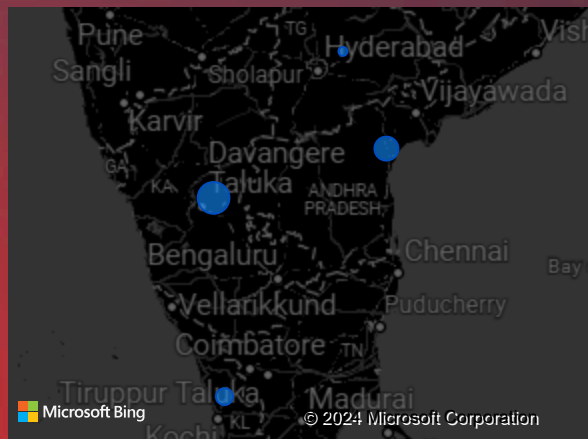 Pune
TG
Vish
Hyderabad
Sangli
Sholapur
Vijayawada
Karvir
Davangere
Taluka
GA
KA
ANDHRA
PRADESH
Bengaluru
Chennai
Bay
Vellarikkund
Puducherry
Coimbatore
TN
Tiruppur Taluka
Madurai
Microsoft Bing
© 2024 Microsoft Corporation
Kochi
KL